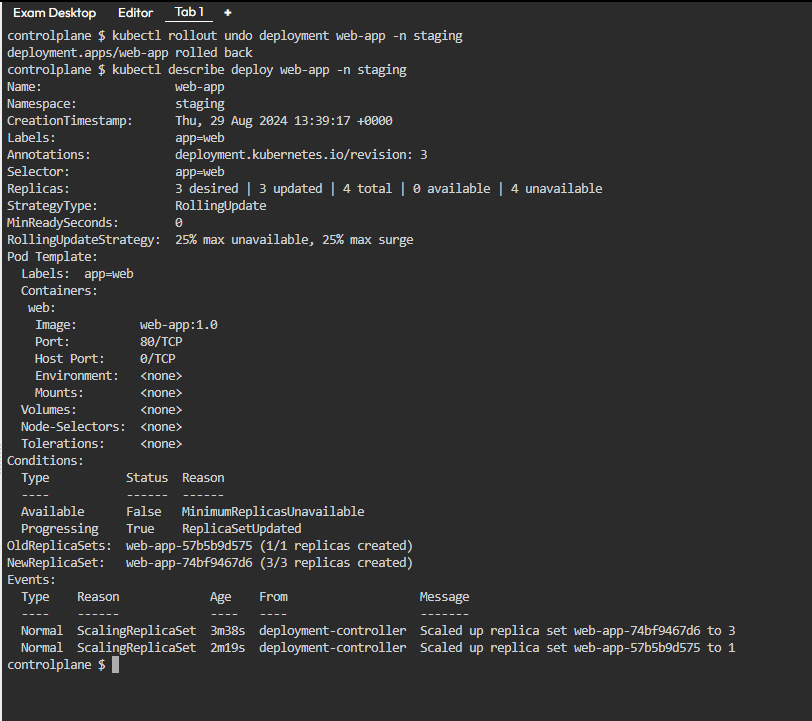 Exam Desktop Editor Tab 1 +
controlplane $ kubectl rollout undo deployment web-app -n staging
deployment.apps/web-app rolled back
controlplane $ kubectl describe deploy web-app -n staging
Name:                   web-app
Namespace:              staging
CreationTimestamp:      Thu, 29 Aug 2024 13:39:17 +0000
Labels:                 app=web
Annotations:            deployment.kubernetes.io/revision: 3
Selector:               app=web
Replicas:               3 desired | 3 updated | 4 total | 0 available | 4 unavailable
StrategyType:           RollingUpdate
MinReadySeconds:        0
RollingUpdateStrategy:  25% max unavailable, 25% max surge
Pod Template:
  Labels:  app=web
  Containers:
   web:
    Image:         web-app:1.0
    Port:          80/TCP
    Host Port:     0/TCP
    Environment:   <none>
    Mounts:        <none>
  Volumes:         <none>
  Node-Selectors:  <none>
  Tolerations:     <none>
Conditions:
  Type           Status  Reason
  ----           ------  ------
  Available      False   MinimumReplicasUnavailable
  Progressing    True    ReplicaSetUpdated
OldReplicaSets:  web-app-57b5b9d575 (1/1 replicas created)
NewReplicaSet:   web-app-74bf9467d6 (3/3 replicas created)
Events:
  Type    Reason             Age    From                   Message
  ----    ------             ----   ----                   -------
  Normal  ScalingReplicaSet  3m38s  deployment-controller  Scaled up replica set web-app-74bf9467d6 to 3
  Normal  ScalingReplicaSet  2m19s  deployment-controller  Scaled up replica set web-app-57b5b9d575 to 1
controlplane $